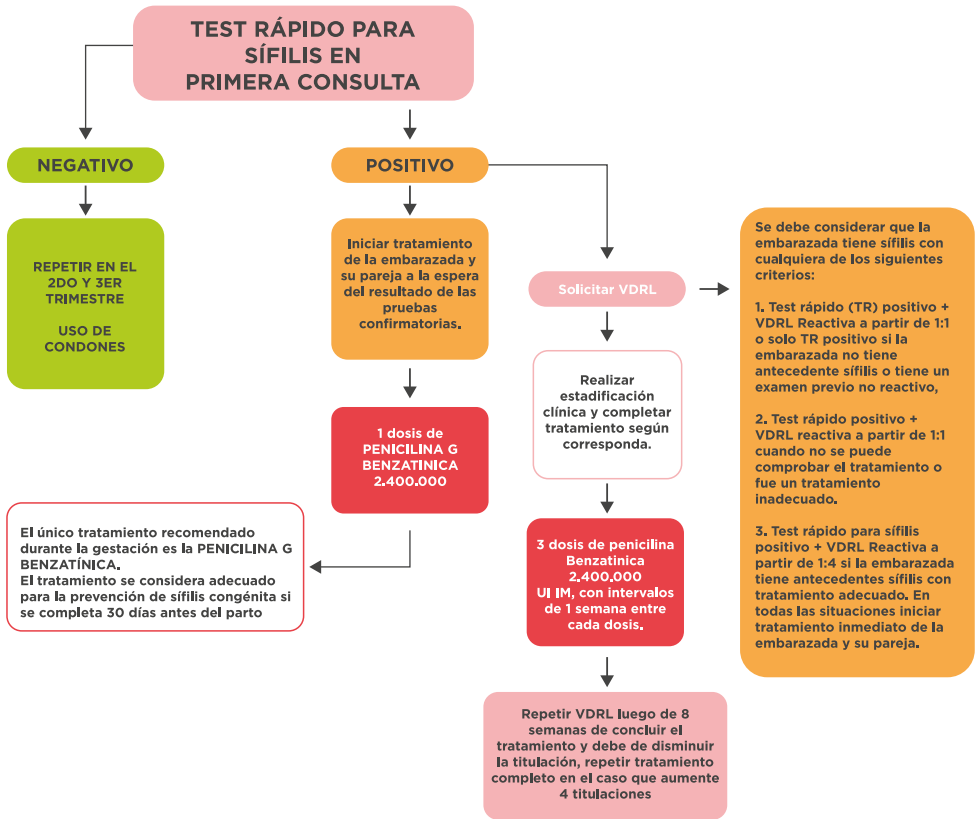 TEST RÁPIDO PARA
SÍFILIS EN
PRIMERA CONSULTA
NEGATIVO
REPETIR EN EL
2DO Y 3ER
TRIMESTRE
USO DE
CONDONES
POSITIVO
Iniciar tratamiento
de la embarazada y
su pareja a la espera
del resultado de las
pruebas
confirmatorias.
1 dosis de
PENICILINA G
BENZATINICA
2.400.000
El único tratamiento recomendado
durante la gestación es la PENICILINA G
BENZATÍNICA.
El tratamiento se considera adecuado
para la prevención de sífilis congénita si
se completa 30 días antes del parto
Solicitar VDRL
Realizar
estadificación
clínica y completar
tratamiento según
corresponda.
3 dosis de penicilina
Benzatinica
2.400.000
UI IM, con intervalos
de 1 semana entre
cada dosis.
Repetir VDRL luego de 8
semanas de concluir el
tratamiento y debe de disminuir
la titulación, repetir tratamiento
completo en el caso que aumente
4 titulaciones
Se debe considerar que la
embarazada tiene sífilis con
cualquiera de los siguientes
criterios:
1. Test rápido (TR) positivo +
VDRL Reactiva a partir de 1:1
o solo TR positivo si la
embarazada no tiene
antecedente sífilis o tiene un
examen previo no reactivo,
2. Test rápido positivo +
VDRL reactiva a partir de 1:1
cuando no se puede
comprobar el tratamiento o
fue un tratamiento
inadecuado.
3. Test rápido para sífilis
positivo + VDRL Reactiva a
partir de 1:4 si la embarazada
tiene antecedentes sífilis con
tratamiento adecuado. En
todas las situaciones iniciar
tratamiento inmediato de la
embarazada y su pareja.